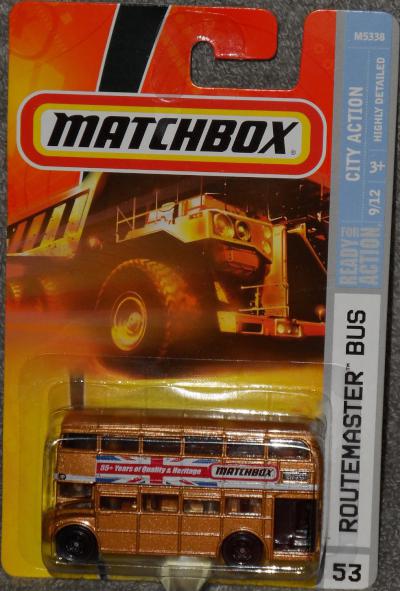 M5338
MATCHBOX®
CITY ACTION
HIGHLY DETAILED
3+
9/12
READY FOR
ACTION.
ROUTEMASTER™ BUS
53
55+ Years of Quality & Heritage
MATCHBOX